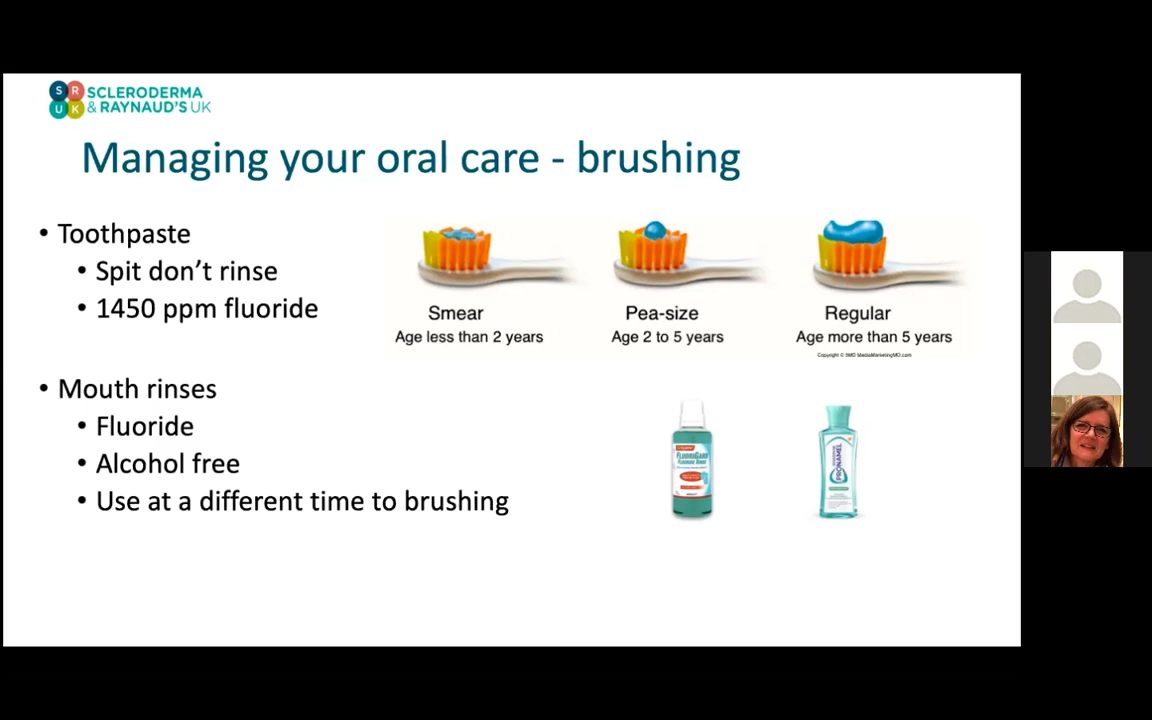 S R
U K
SCLERODERMA
& RAYNAUD'S UK
Managing your oral care - brushing
• Toothpaste
• Spit don't rinse
• 1450 ppm fluoride
Smear
Age less than 2 years
Pea-size
Age 2 to 5 years
Regular
Age more than 5 years
• Mouth rinses
• Fluoride
• Alcohol free
• Use at a different time to brushing
FLUORIGARD
PRONAMEL